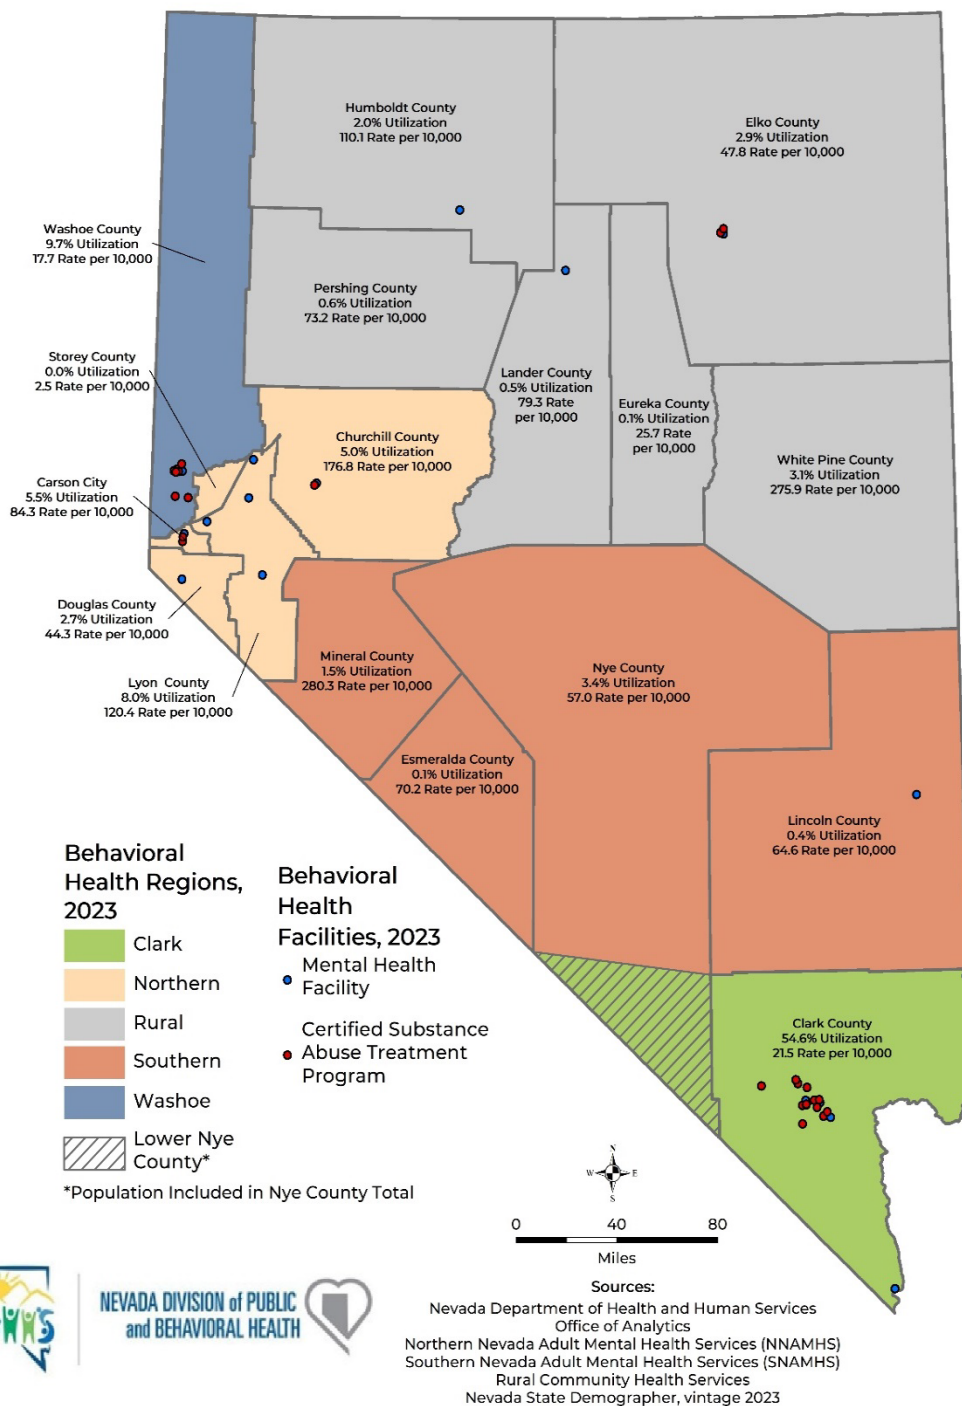 Humboldt County
2.0% Utilization
110.1 Rate per 10,000
Elko County
2.9% Utilization
47.8 Rate per 10,000
Washoe County
9.7% Utilization
17.7 Rate per 10,000
Pershing County
0.6% Utilization
73.2 Rate per 10,000
Storey County
0.0% Utilization
2.5 Rate per 10,000
Lander County
0.5% Utilization
79.3 Rate
per 10,000
Eureka County
0.1% Utilization
25.7 Rate
per 10,000
Churchill County
5.0% Utilization
176.8 Rate per 10,000
White Pine County
3.1% Utilization
275.9 Rate per 10,000
Carson City
5.5% Utilization
84.3 Rate per 10,000
Douglas County
2.7% Utilization
44.3 Rate per 10,000
Lyon County
8.0% Utilization
120.4 Rate per 10,000
Mineral County
1.5% Utilization
280.3 Rate per 10,000
Nye County
3.4% Utilization
57.0 Rate per 10,000
Esmeralda County
0.1% Utilization
70.2 Rate per 10,000
Lincoln County
0.4% Utilization
64.6 Rate per 10,000
Clark County
54.6% Utilization
21.5 Rate per 10,000
Behavioral
Health Regions,
2023
Clark
Northern
Rural
Southern
Washoe
Lower Nye
County*
*Population Included in Nye County Total
Behavioral
Health
Facilities, 2023
Mental Health
Facility
Certified Substance
Abuse Treatment
Program
N
W E
S
0 40 80
Miles
NEVADA DIVISION of PUBLIC
and BEHAVIORAL HEALTH
Sources:
Nevada Department of Health and Human Services
Office of Analytics
Northern Nevada Adult Mental Health Services (NNAMHS)
Southern Nevada Adult Mental Health Services (SNAMHS)
Rural Community Health Services
Nevada State Demographer, vintage 2023